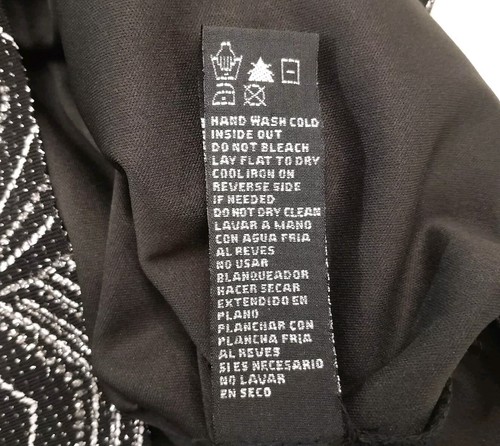 HAND WASH COLD
INSIDE OUT
DO NOT BLEACH
LAY FLAT TO DRY
COOL IRON ON
REVERSE SIDE
IF NEEDED
DO NOT DRY CLEAN
LAVAR A MANO
CON AGUA FRIA
AL REVES
NO USAR
BLANQUEADOR
HACER SECAR
EXTENDIDO EN
PLANO
PLANCHAR CON
PLANCHA FRIA
AL REVES
SI ES NECESARIO
NO LAVAR
EN SECO